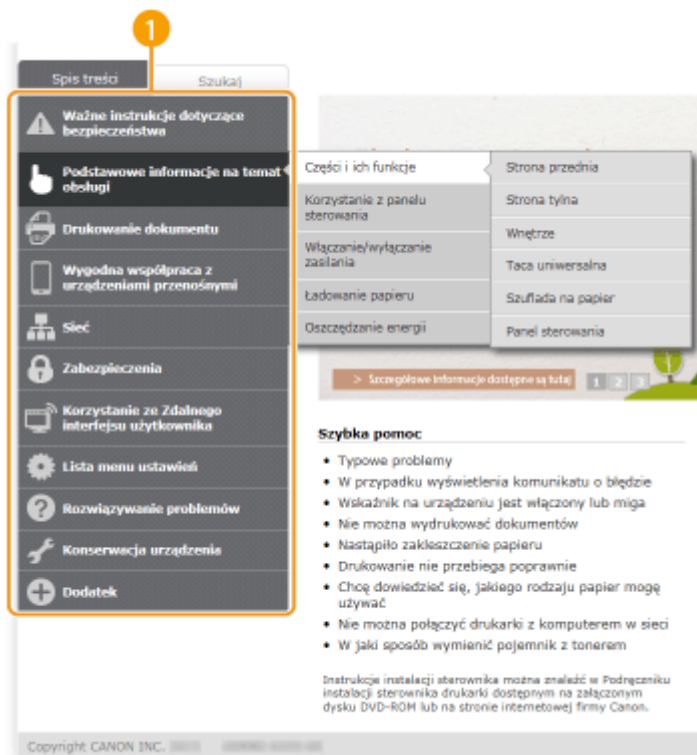 1
Spis treści
Szukaj
Ważne instrukcje dotyczące
bezpieczeństwa
Podstawowe informacje na temat
obsługi
Drukowanie dokumentu
Wygodna współpraca z
urządzeniami przenośnymi
Sieć
Zabezpieczenia
Korzystanie ze Zdalnego
interfejsu użytkownika
Lista menu ustawień
Rozwiązywanie problemów
Konserwacja urządzenia
Dodatek
Części i ich funkcje
Korzystanie z panelu
sterowania
Włączanie/wyłączanie
zasilania
Ładowanie papieru
Oszczędzanie energii
Strona przednia
Strona tylna
Wnętrze
Taca uniwersalna
Szuflada na papier
Panel sterowania
> Szczegółowe informacje dostępne są tutaj
1 2 3
Szybka pomoc
• Typowe problemy
• W przypadku wyświetlenia komunikatu o błędzie
• Wskaźnik na urządzeniu jest włączony lub miga
• Nie można wydrukować dokumentów
• Nastąpiło zakleszczenie papieru
• Drukowanie nie przebiega poprawnie
• Chcę dowiedzieć się, jakiego rodzaju papier mogę
używać
• Nie można połączyć drukarki z komputerem w sieci
• W jaki sposób wymienić pojemnik z tonerem
Instrukcje instalacji sterownika można znaleźć w Podręczniku
instalacji sterownika drukarki dostępnym na załączonym
dysku DVD-ROM lub na stronie internetowej firmy Canon.
Copyright CANON INC.